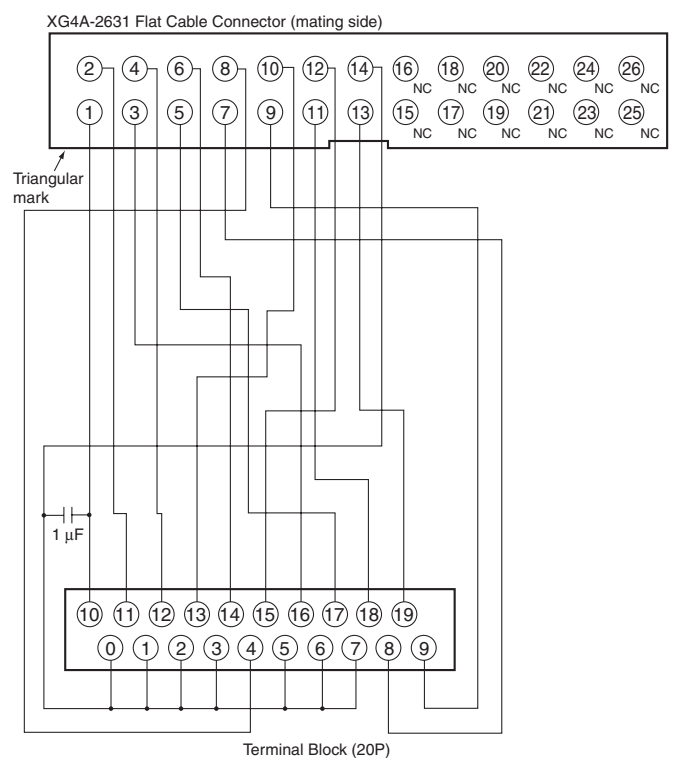 XG4A-2631 Flat Cable Connector (mating side)
2 4 6 8 10 12 14 16 18 20 22 24 26
NC NC NC NC NC NC
1 3 5 7 9 11 13 15 17 19 21 23 25
NC NC NC NC NC NC
Triangular
mark
1 μF
10 11 12 13 14 15 16 17 18 19
0 1 2 3 4 5 6 7 8 9
Terminal Block (20P)